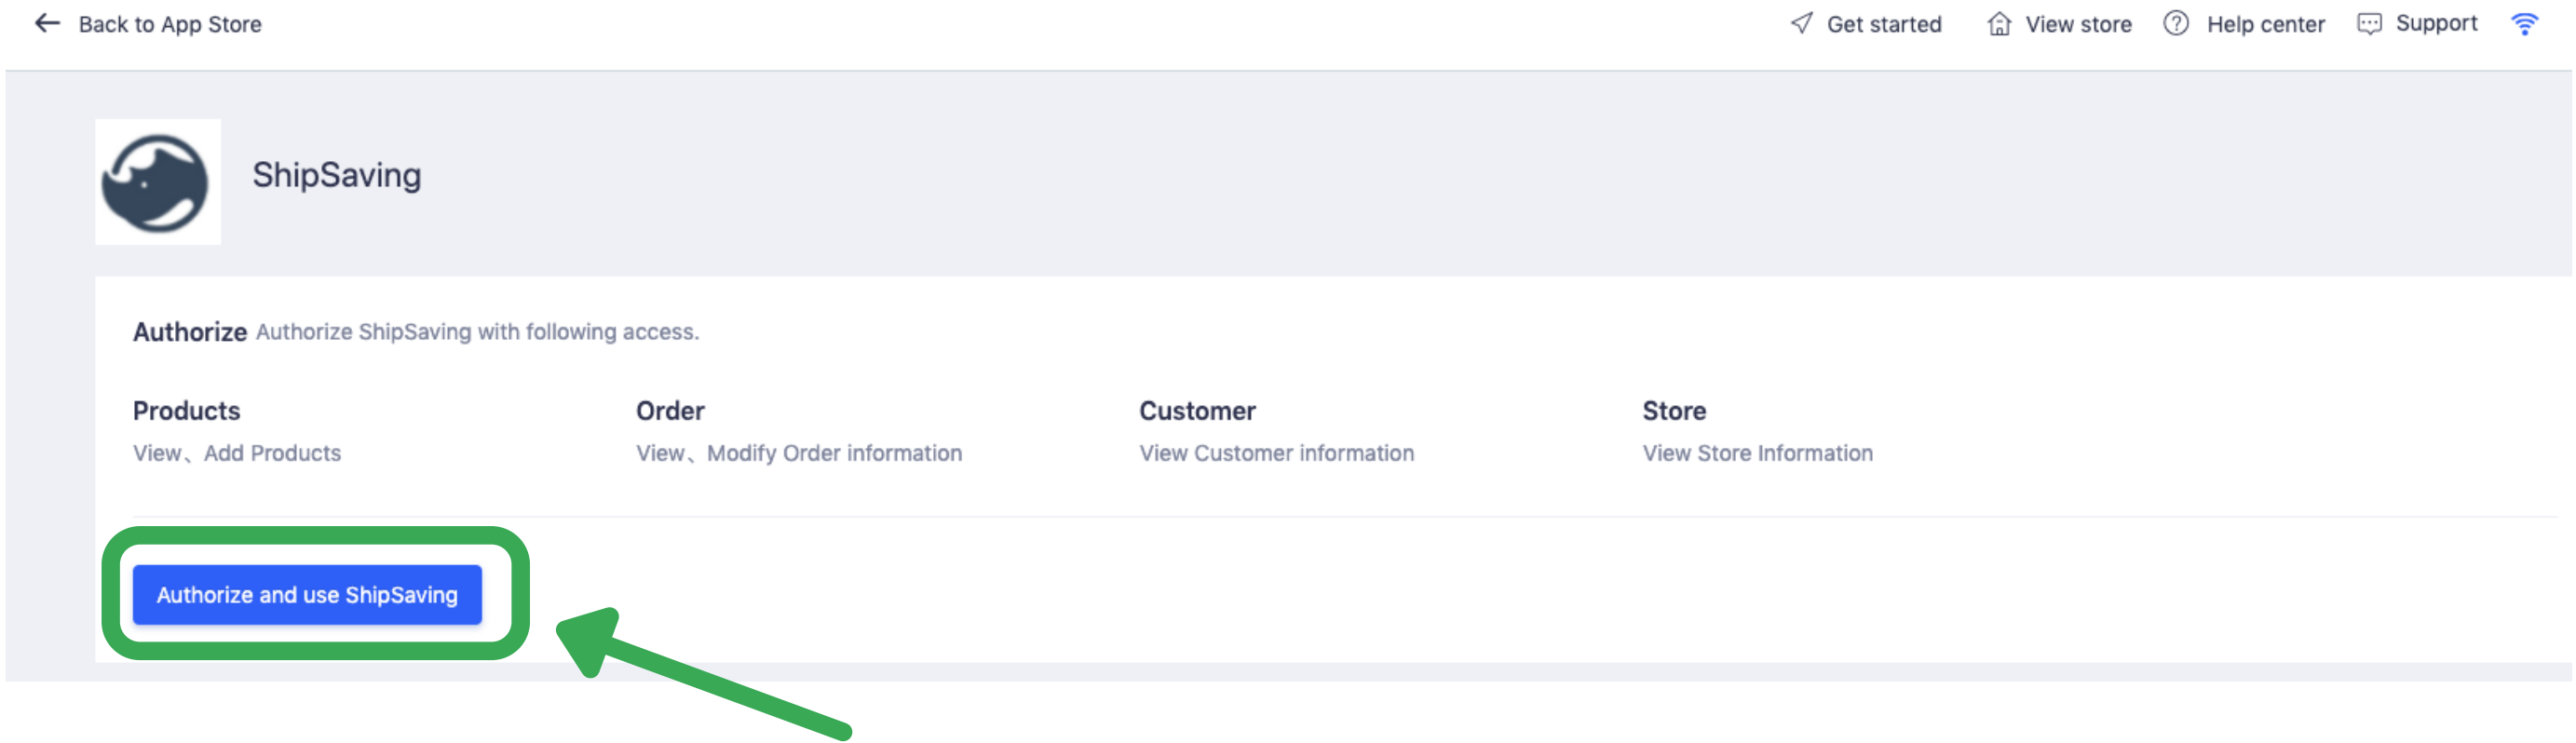 Back to App Store
Get started
View store
Help center
Support
ShipSaving
Authorize Authorize ShipSaving with following access.
Products
View、Add Products
Order
View、Modify Order information
Customer
View Customer information
Store
View Store Information
Authorize and use ShipSaving